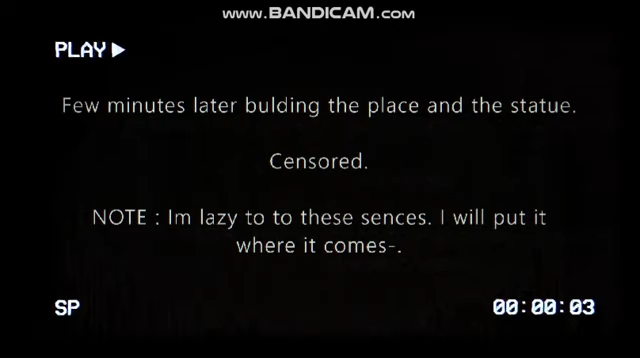 www.BANDICAM.com
PLAY▶
Few minutes later bulding the place and the statue.
Censored.
NOTE : Im lazy to to these sences. I will put it
where it comes-.
SP
00:00:03